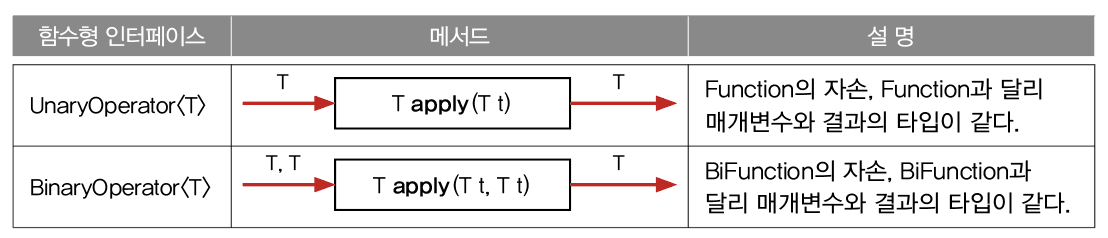 함수형 인터페이스 메서드 설 명
T T
UnaryOperator〈T〉 T apply(T t) Function의 자손, Function과 달리
매개변수와 결과의 타입이 같다.
T, T T
BinaryOperator〈T〉 T apply(T t, T t) BiFunction의 자손, BiFunction과
달리 매개변수와 결과의 타입이 같다.